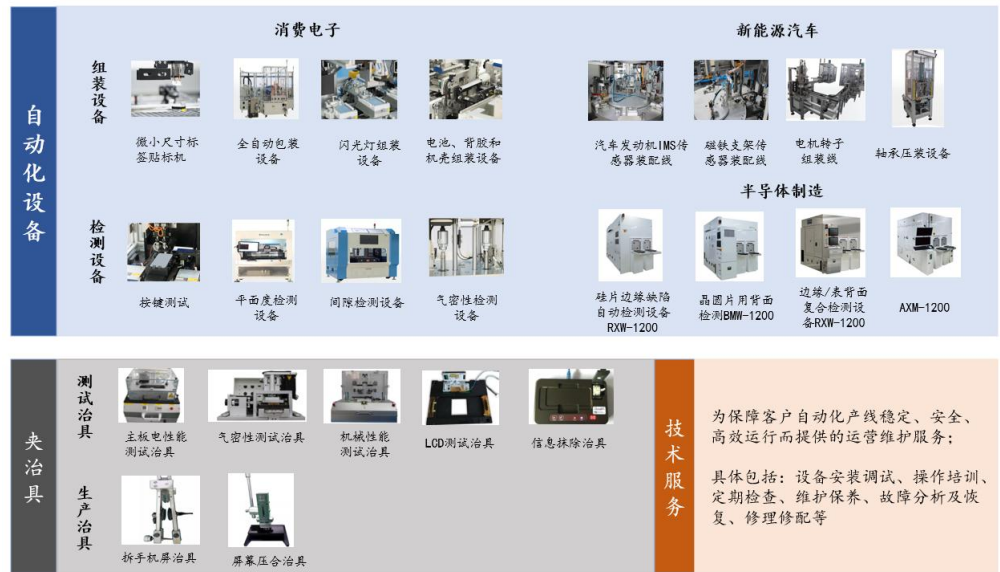 自动化设备
消费电子
新能源汽车
组装设备
微小尺寸标
签贴标机
全自动包装
设备
闪光灯组装
设备
电池、背胶和
机壳组装设备
汽车发动机IMS传
感器装配线
磁铁支架传
感器装配线
电机转子
组装线
轴承压装设备
半导体制造
检测设备
按键测试
平面度检测
设备
间隙检测设备
气密性检测
设备
硅片边缘缺陷
自动检测设备
RXW-1200
晶圆片用背面
检测BMW-1200
边缘/表背面
复合检测设
备RXW-1200
AXM-1200
夹治具
测试治具
主板电性能
测试治具
气密性测试治具
机械性能
测试治具
LCD测试治具
信息抹除治具
生产治具
拆手机屏治具
屏幕压合治具
技术服务
为保障客户自动化产线稳定、安全、
高效运行而提供的运营维护服务；
具体包括：设备安装调试、操作培训、
定期检查、维护保养、故障分析及恢
复、修理修配等